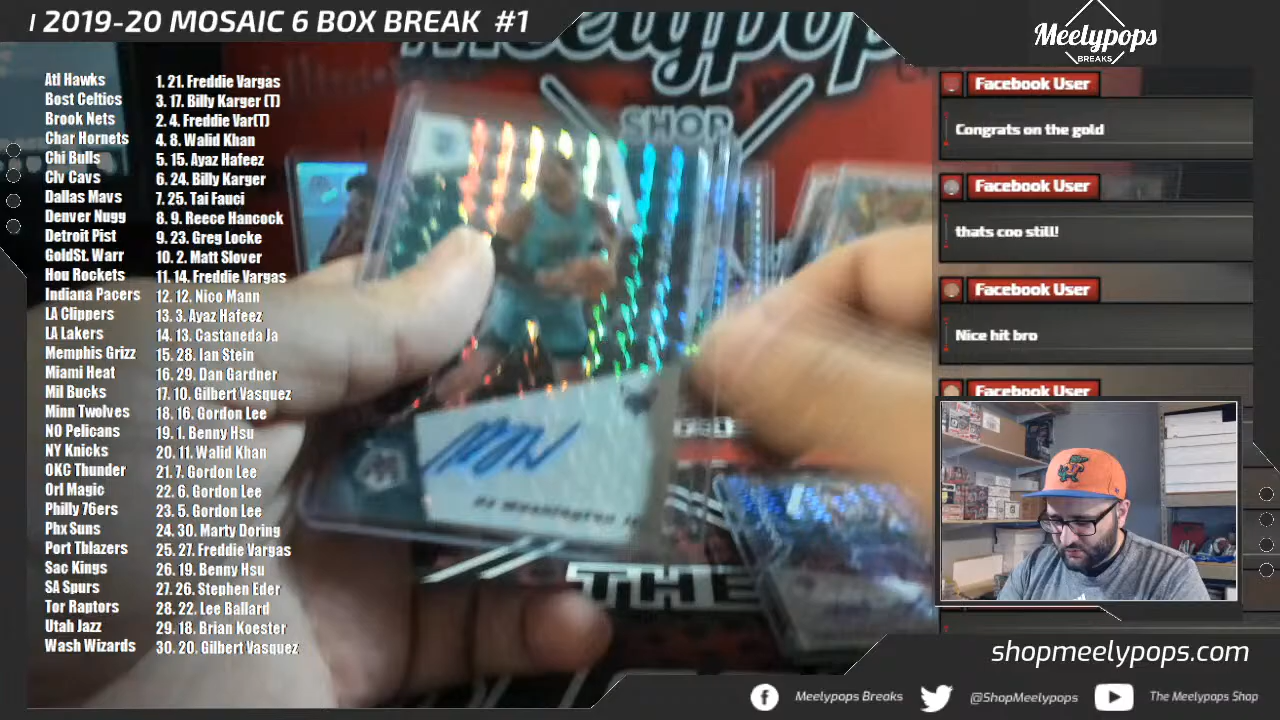 2019-20 MOSAIC 6 BOX BREAK #1
Meelypops
BREAKS
Meelypop
SHOP
Atl Hawks 1. 21. Freddie Vargas
Bost Celtics 3. 17. Billy Karger (T)
Brook Nets 2. 4. Freddie Var(T)
Char Hornets 4. 8. Walid Khan
Chi Bulls 5. 15. Ayaz Hafeez
Clv Cavs 6. 24. Billy Karger
Dallas Mavs 7. 25. Tai Fauci
Denver Nugg 8. 9. Reece Hancock
Detroit Pist 9. 23. Greg Locke
GoldSt. Warr 10. 2. Matt Slover
Hou Rockets 11. 14. Freddie Vargas
Indiana Pacers 12. 12. Nico Mann
LA Clippers 13. 3. Ayaz Hafeez
LA Lakers 14. 13. Castaneda Ja
Memphis Grizz 15. 28. Ian Stein
Miami Heat 16. 29. Dan Gardner
Mil Bucks 17. 10. Gilbert Vasquez
Minn Twolves 18. 16. Gordon Lee
NO Pelicans 19. 1. Benny Hsu
NY Knicks 20. 11. Walid Khan
OKC Thunder 21. 7. Gordon Lee
Orl Magic 22. 6. Gordon Lee
Philly 76ers 23. 5. Gordon Lee
Phx Suns 24. 30. Marty Doring
Port Tblazers 25. 27. Freddie Vargas
Sac Kings 26. 19. Benny Hsu
SA Spurs 27. 26. Stephen Eder
Tor Raptors 28. 22. Lee Ballard
Utah Jazz 29. 18. Brian Koester
Wash Wizards 30. 20. Gilbert Vasquez
Washington
THE
Facebook User
Congrats on the gold
Facebook User
thats coo still!
Facebook User
Nice hit bro
Facebook User
shopmeelypops.com
Meelypops Breaks
@ShopMeelypops
The Meelypops Shop